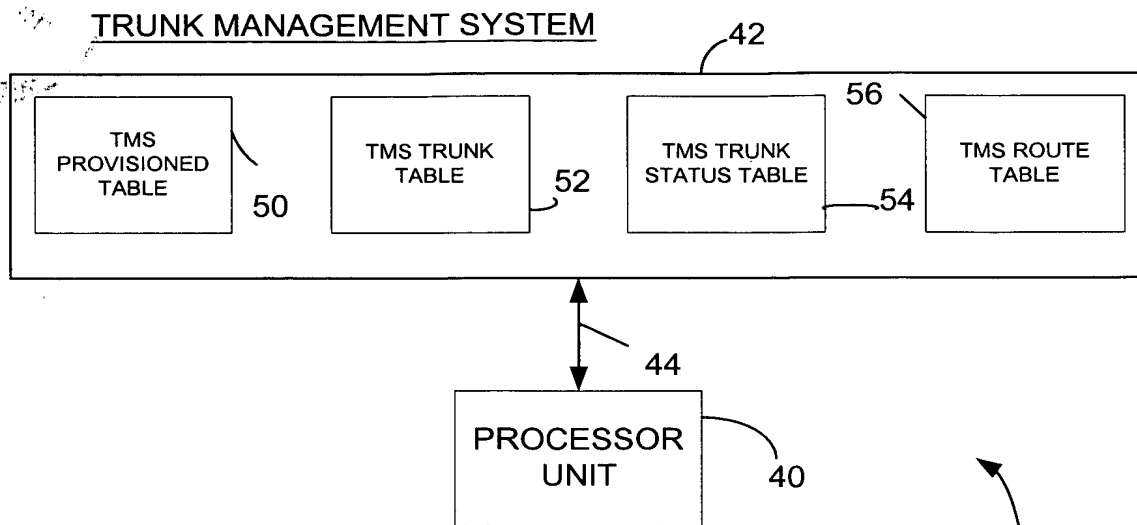 TRUNK MANAGEMENT SYSTEM
42
TMS
PROVISIONED
TABLE
50
TMS TRUNK
TABLE
52
TMS TRUNK
STATUS TABLE
54
56
TMS ROUTE
TABLE
44
PROCESSOR
UNIT
40